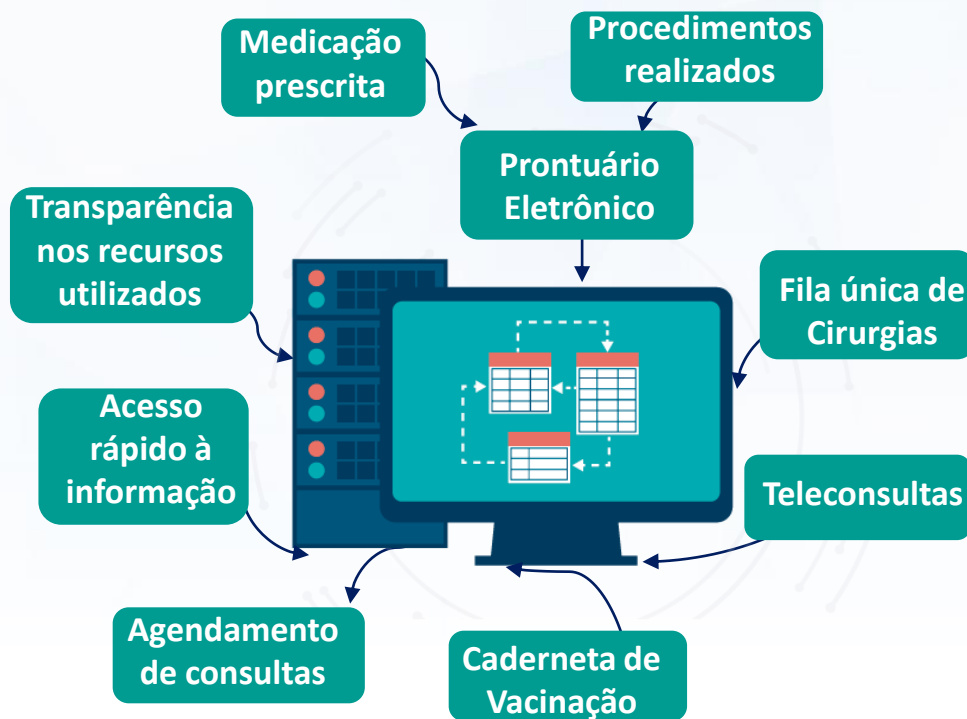 Medicação
prescrita
Procedimentos
realizados
Prontuário
Eletrônico
Transparência
nos recursos
utilizados
Fila única de
Cirurgias
Acesso
rápido à
informação
Teleconsultas
Agendamento
de consultas
Caderneta de
Vacinação